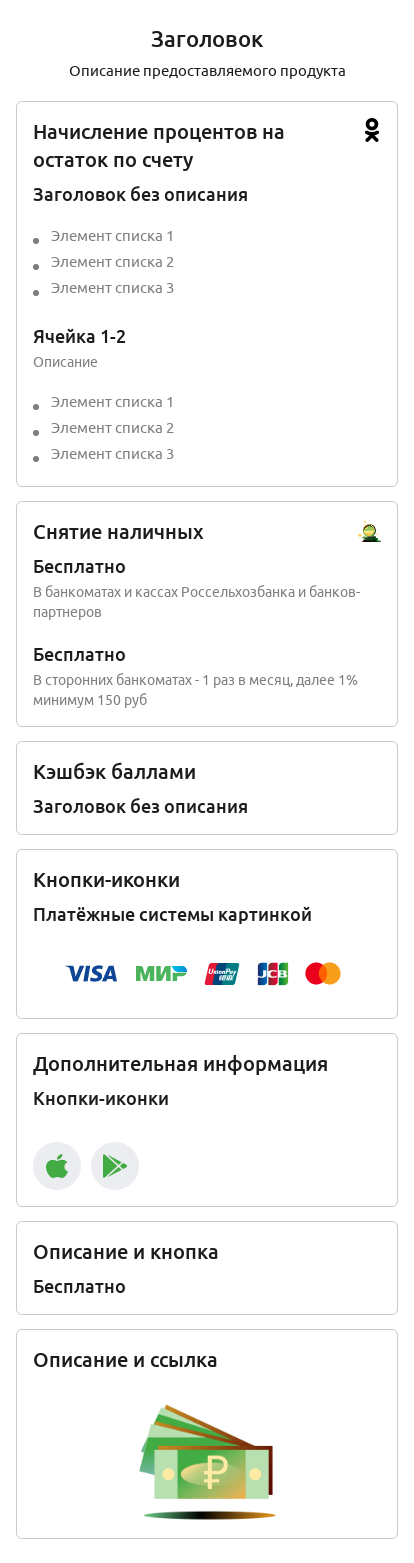 Заголовок
Описание предоставляемого продукта
Начисление процентов на
остаток по счету
Заголовок без описания
Элемент списка 1
Элемент списка 2
Элемент списка 3
Ячейка 1-2
Описание
Элемент списка 1
Элемент списка 2
Элемент списка 3
Снятие наличных
Бесплатно
В банкоматах и кассах Россельхозбанка и банков-
партнеров
Бесплатно
В сторонних банкоматах - 1 раз в месяц, далее 1%
минимум 150 руб
Кэшбэк баллами
Заголовок без описания
Кнопки-иконки
Платёжные системы картинкой
VISA МИР UnionPay 银联 JCB
Дополнительная информация
Кнопки-иконки
Описание и кнопка
Бесплатно
Описание и ссылка
₽